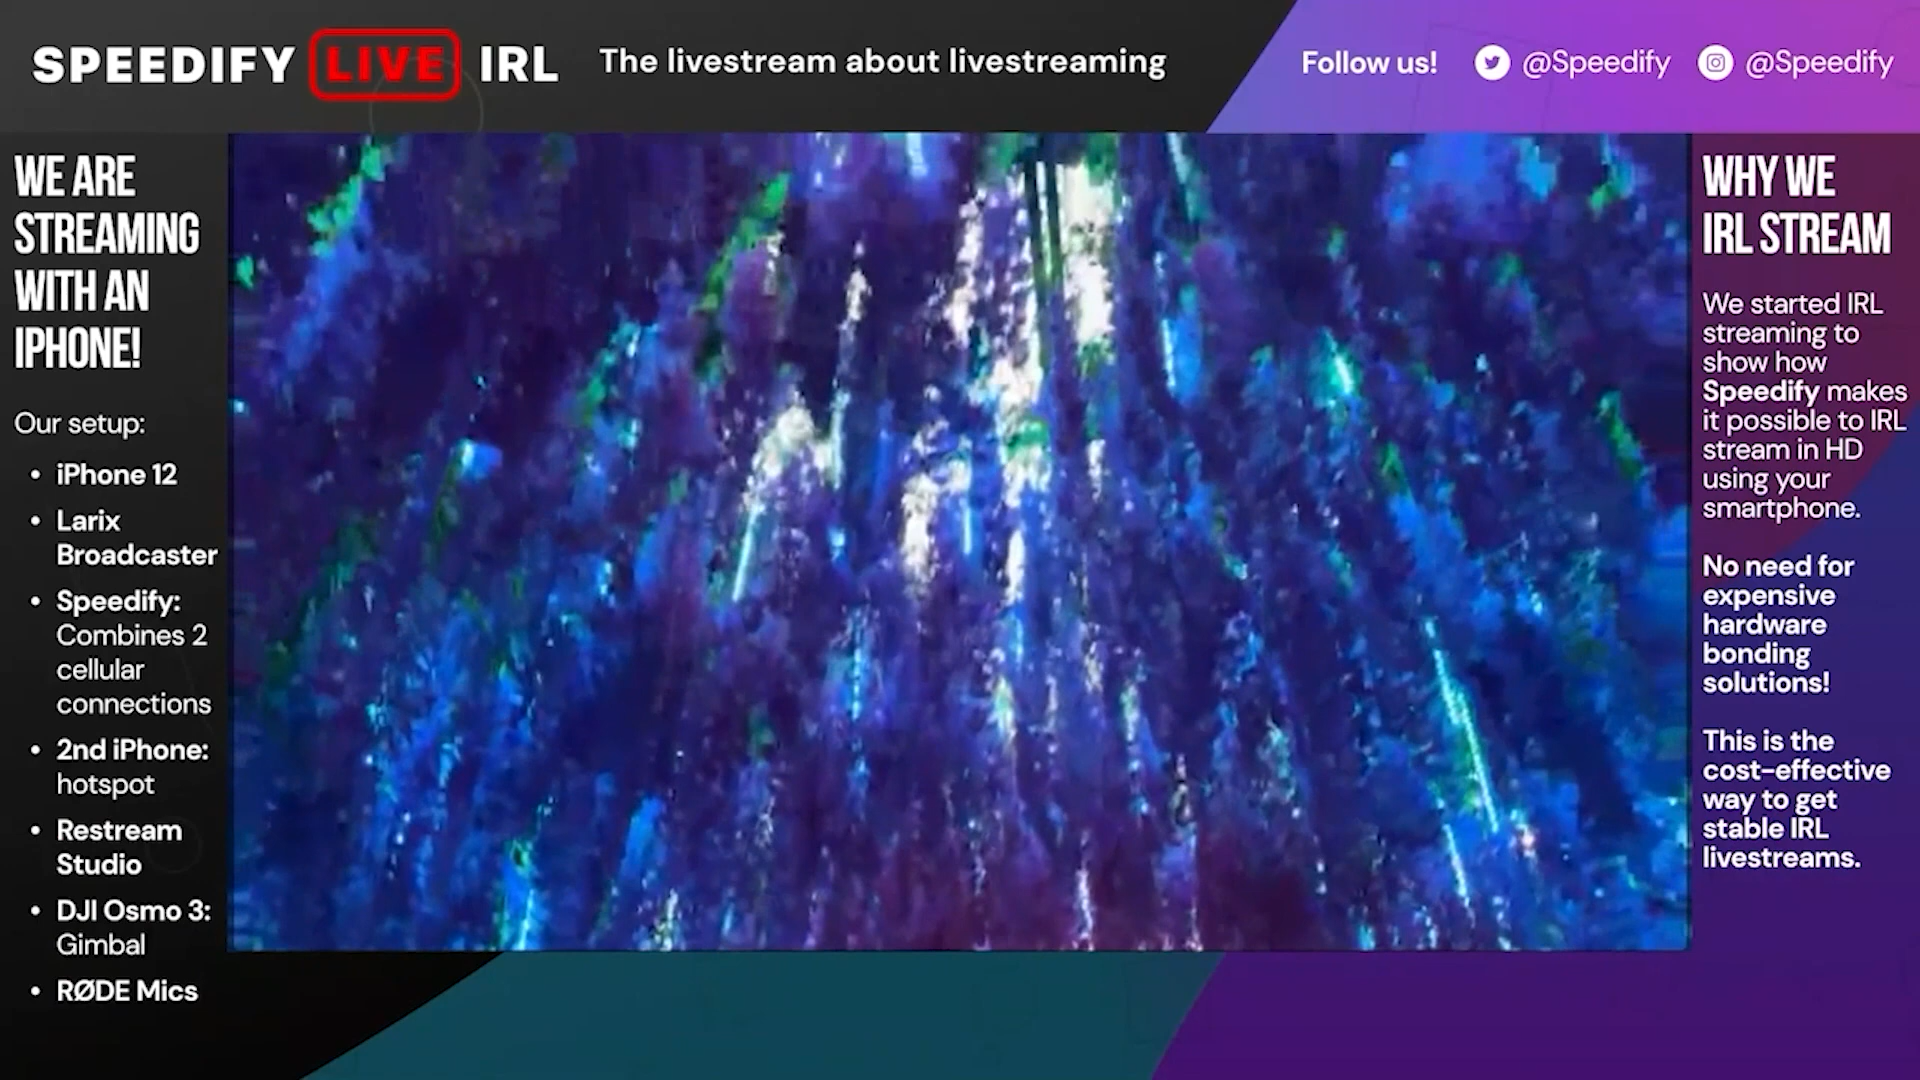 SPEEDIFY LIVE IRL
The livestream about livestreaming
Follow us! @Speedify @Speedify
WE ARE
STREAMING
WITH AN
IPHONE!
Our setup:
• iPhone 12
• Larix
Broadcaster
• Speedify:
Combines 2
cellular
connections
• 2nd iPhone:
hotspot
• Restream
Studio
• DJI Osmo 3:
Gimbal
• RØDE Mics
WHY WE
IRL STREAM
We started IRL
streaming to
show how
Speedify makes
it possible to IRL
stream in HD
using your
smartphone.
No need for
expensive
hardware
bonding
solutions!
This is the
cost-effective
way to get
stable IRL
livestreams.